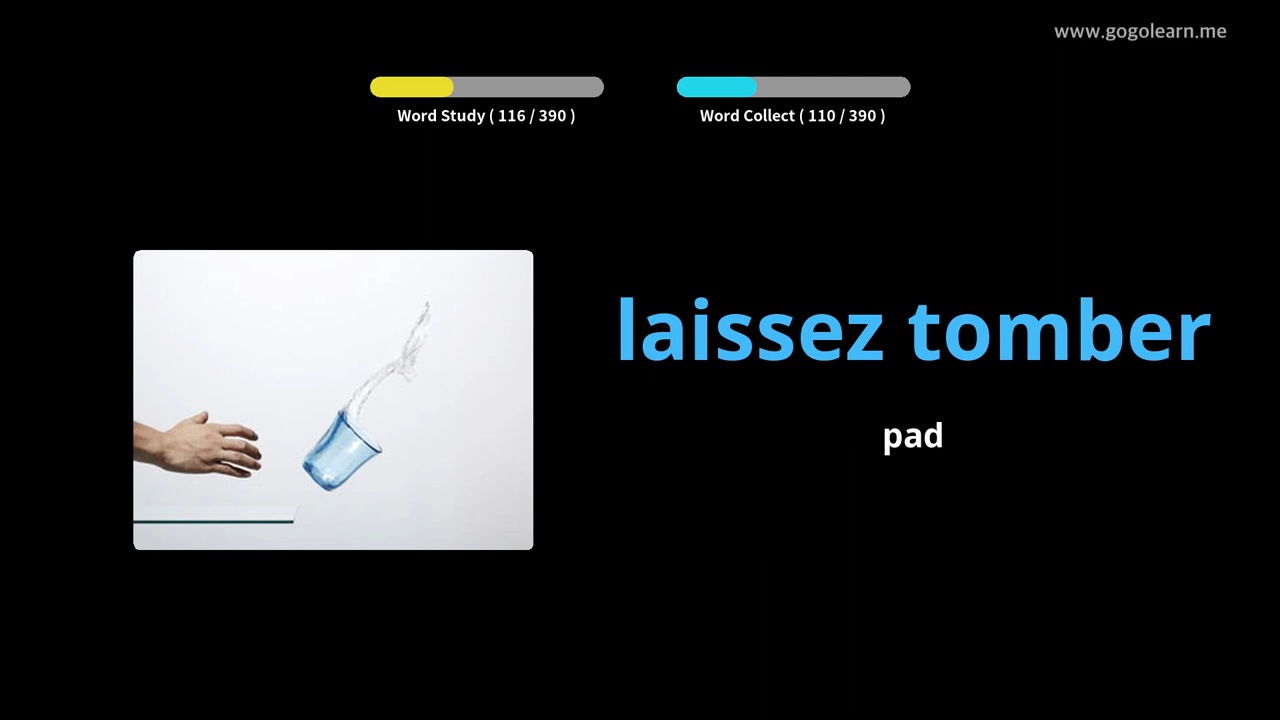 www.gogolearn.me
Word Study ( 116 / 390 )
Word Collect ( 110 / 390 )
laissez tomber
pad